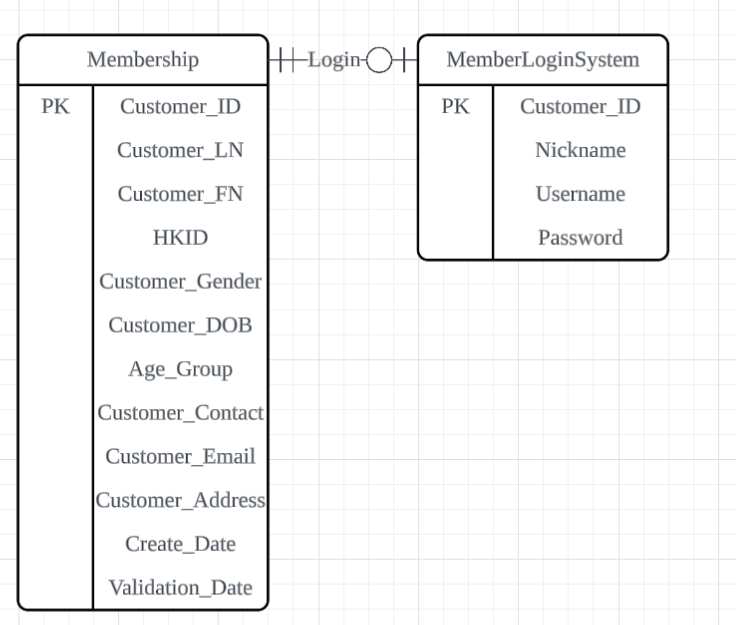 Membership
Login
MemberLoginSystem
PK
Customer_ID
Customer_LN
Customer_FN
HKID
Customer_Gender
Customer_DOB
Age_Group
Customer_Contact
Customer_Email
Customer_Address
Create_Date
Validation_Date
PK
Customer_ID
Nickname
Username
Password